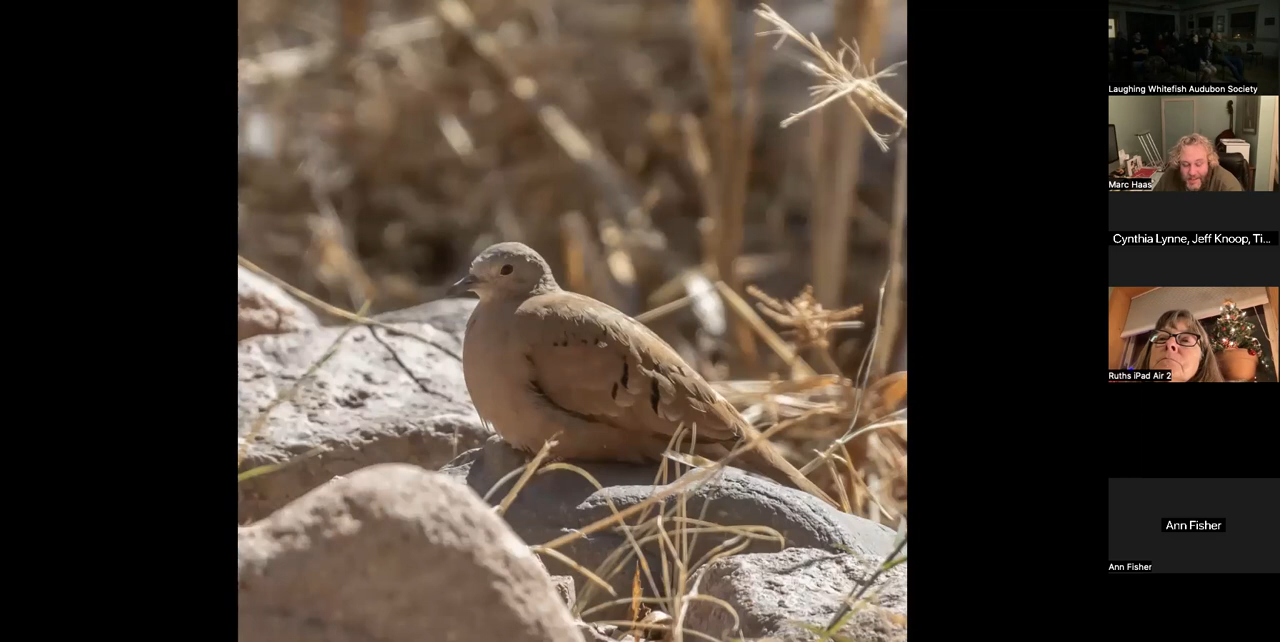 Laughing Whitefish Audubon Society
Marc Haas
Cynthia Lynne, Jeff Knoop, Ti...
Ruths iPad Air 2
Ann Fisher
Ann Fisher